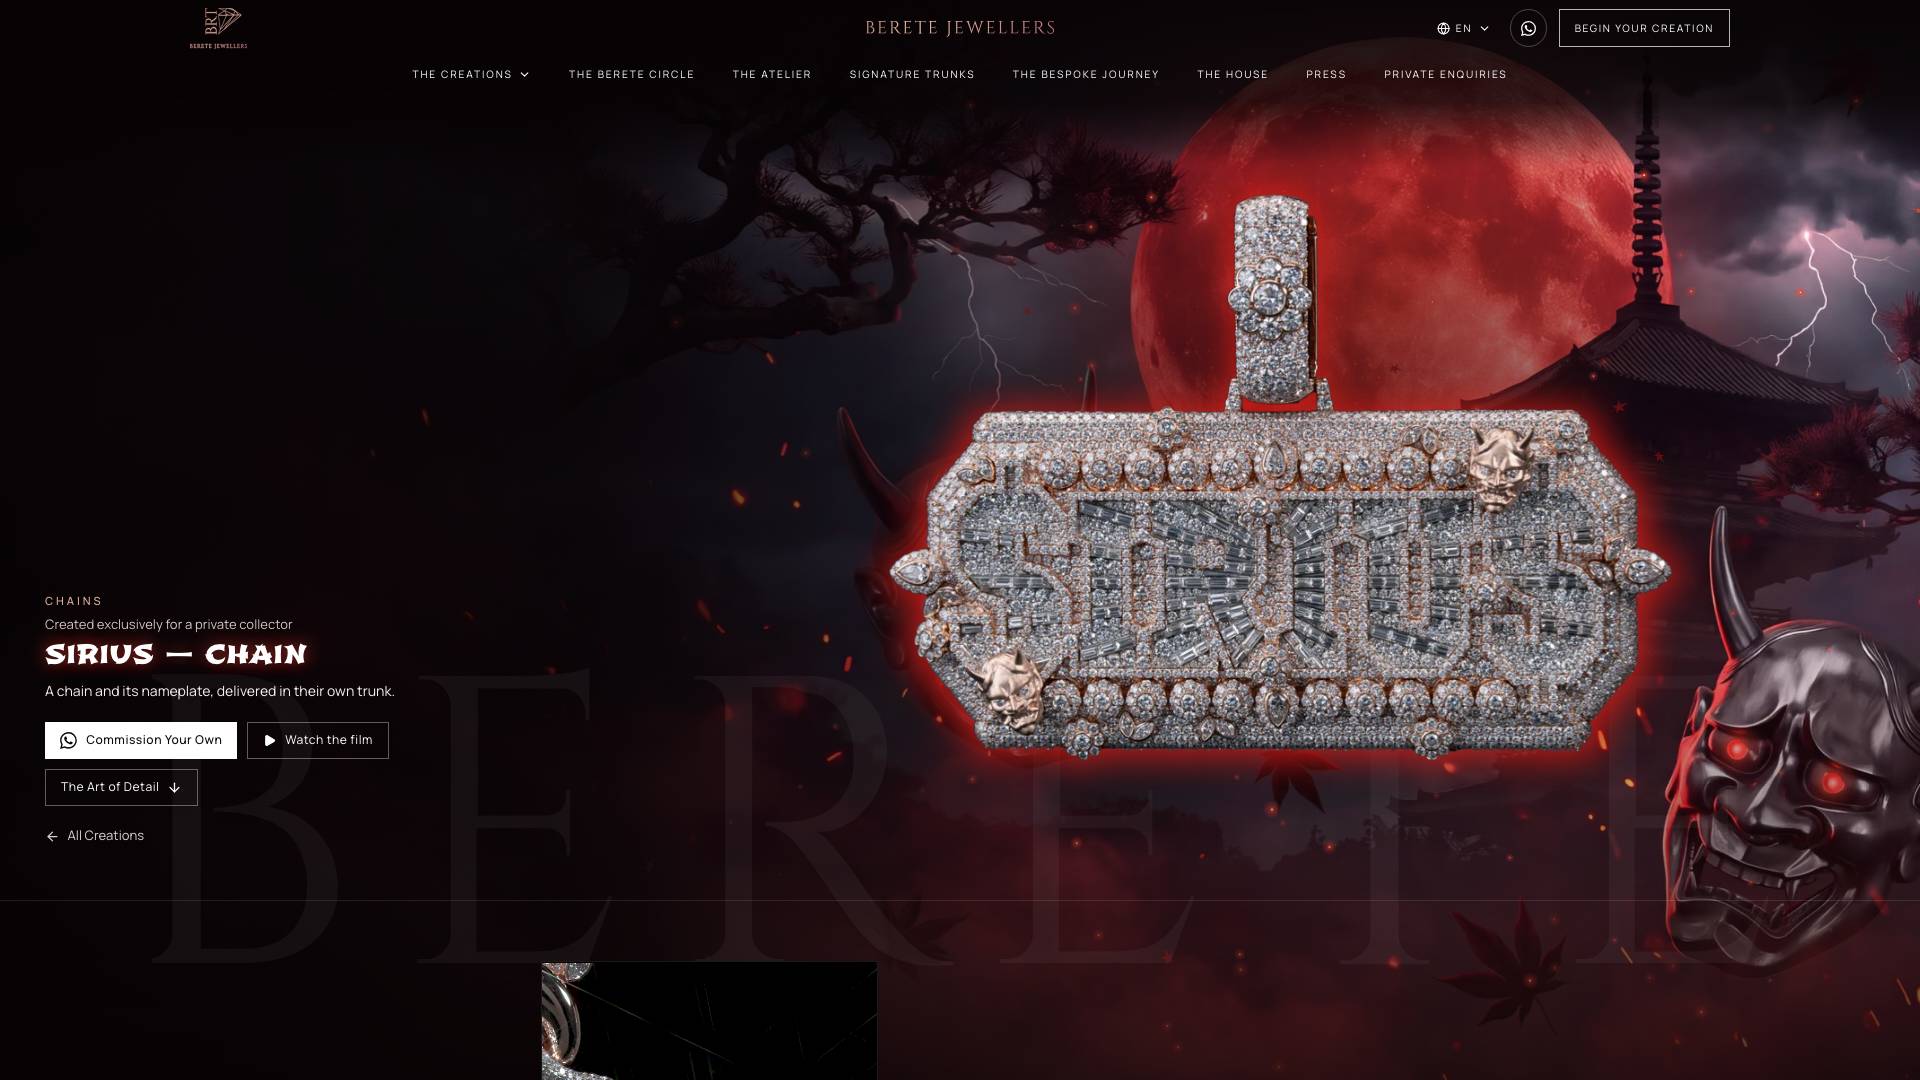 BRT
BERETE JEWELLERS
BERETE JEWELLERS
EN
BEGIN YOUR CREATION
THE CREATIONS
THE BERETE CIRCLE
THE ATELIER
SIGNATURE TRUNKS
THE BESPOKE JOURNEY
THE HOUSE
PRESS
PRIVATE ENQUIRIES
SIRIUS
CHAINS
Created exclusively for a private collector
SIRIUS — CHAIN
A chain and its nameplate, delivered in their own trunk.
Commission Your Own
Watch the film
The Art of Detail
All Creations
BERETE